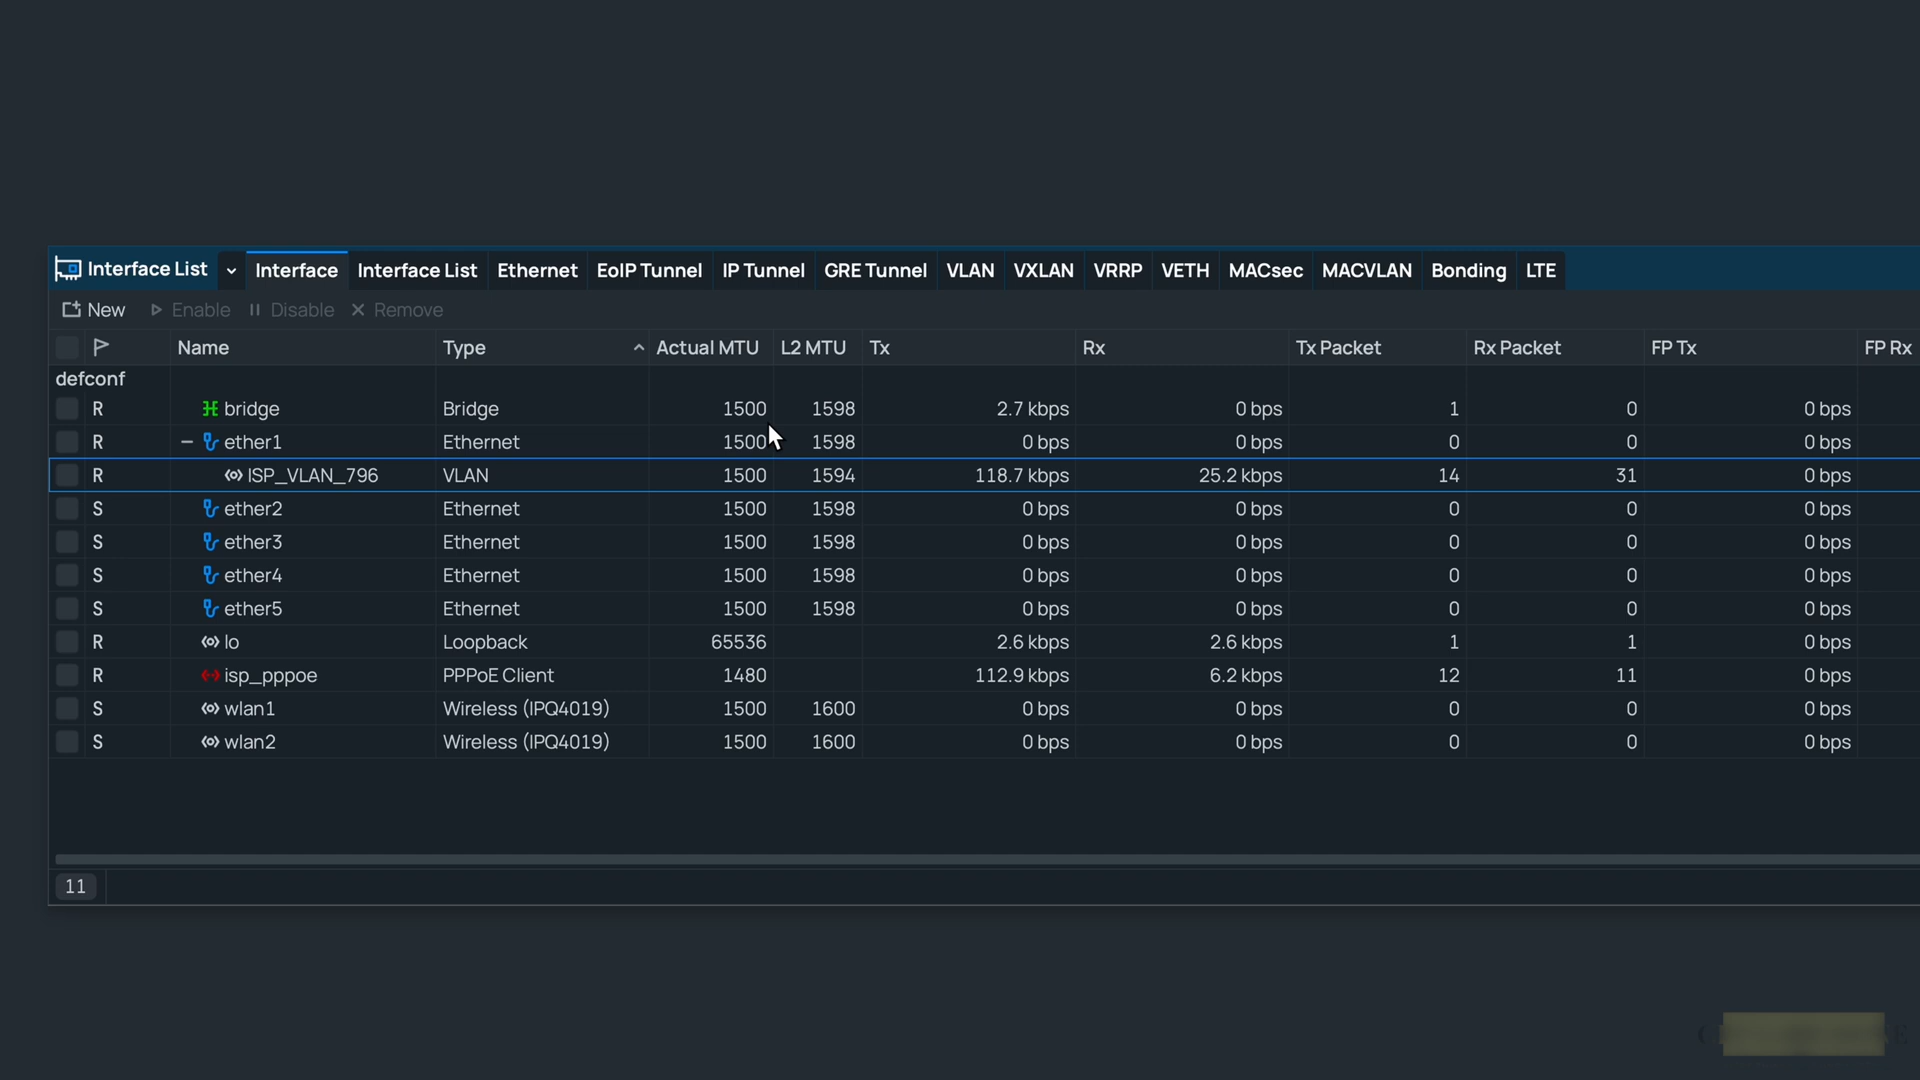 Interface List Interface Interface List Ethernet EoIP Tunnel IP Tunnel GRE Tunnel VLAN VXLAN VRRP VETH MACsec MACVLAN Bonding LTE
New Enable Disable Remove
Name Type Actual MTU L2 MTU Tx Rx Tx Packet Rx Packet FP Tx FP Rx
defconf
R bridge Bridge 1500 1598 2.7 kbps 0 bps 1 0 0 bps
R ether1 Ethernet 1500 1598 0 bps 0 bps 0 0 0 bps
R ISP_VLAN_796 VLAN 1500 1594 118.7 kbps 25.2 kbps 14 31 0 bps
S ether2 Ethernet 1500 1598 0 bps 0 bps 0 0 0 bps
S ether3 Ethernet 1500 1598 0 bps 0 bps 0 0 0 bps
S ether4 Ethernet 1500 1598 0 bps 0 bps 0 0 0 bps
S ether5 Ethernet 1500 1598 0 bps 0 bps 0 0 0 bps
R lo Loopback 65536 2.6 kbps 2.6 kbps 1 1 0 bps
R isp_pppoe PPPoE Client 1480 112.9 kbps 6.2 kbps 12 11 0 bps
S wlan1 Wireless (IPQ4019) 1500 1600 0 bps 0 bps 0 0 0 bps
S wlan2 Wireless (IPQ4019) 1500 1600 0 bps 0 bps 0 0 0 bps
11